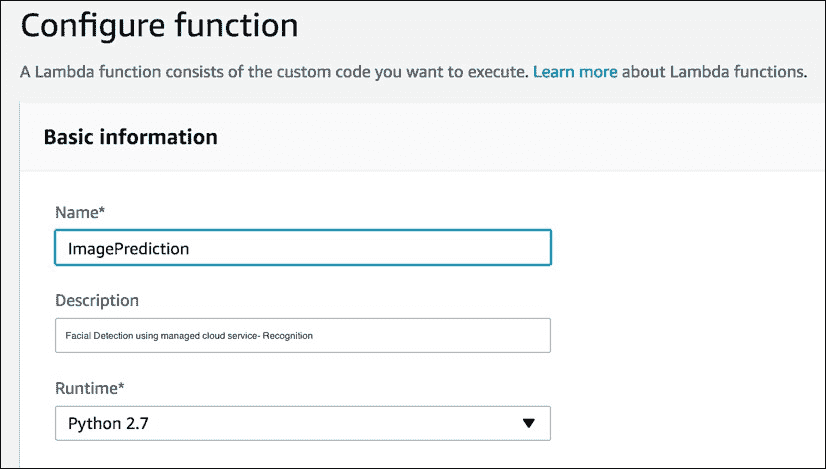 Configure function
A Lambda function consists of the custom code you want to execute. Learn more about Lambda functions.
Basic information
Name*
ImagePrediction
Description
Facial Detection using managed cloud service- Recognition
Runtime*
Python 2.7